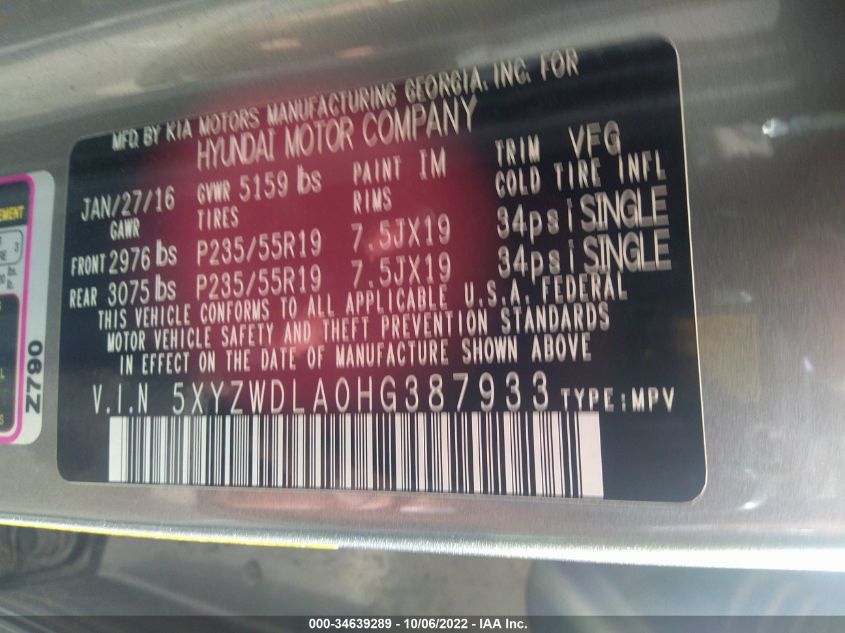 MFD. BY KIA MOTORS MANUFACTURING GEORGIA, INC. FOR
HYUNDAI MOTOR COMPANY
JAN/27/16 GVWR 5159 lbs PAINT IM TRIM VFG
GAWR TIRES RIMS COLD TIRE INFL
FRONT 2976 lbs P235/55R19 7.5JX19 34psi SINGLE
REAR 3075 lbs P235/55R19 7.5JX19 34psi SINGLE
THIS VEHICLE CONFORMS TO ALL APPLICABLE U.S.A. FEDERAL
MOTOR VEHICLE SAFETY AND THEFT PREVENTION STANDARDS
IN EFFECT ON THE DATE OF MANUFACTURE SHOWN ABOVE
V.I.N 5XYZWDLA0HG387933 TYPE:MPV
Z790
000-34639289 - 10/06/2022 - IAA Inc.